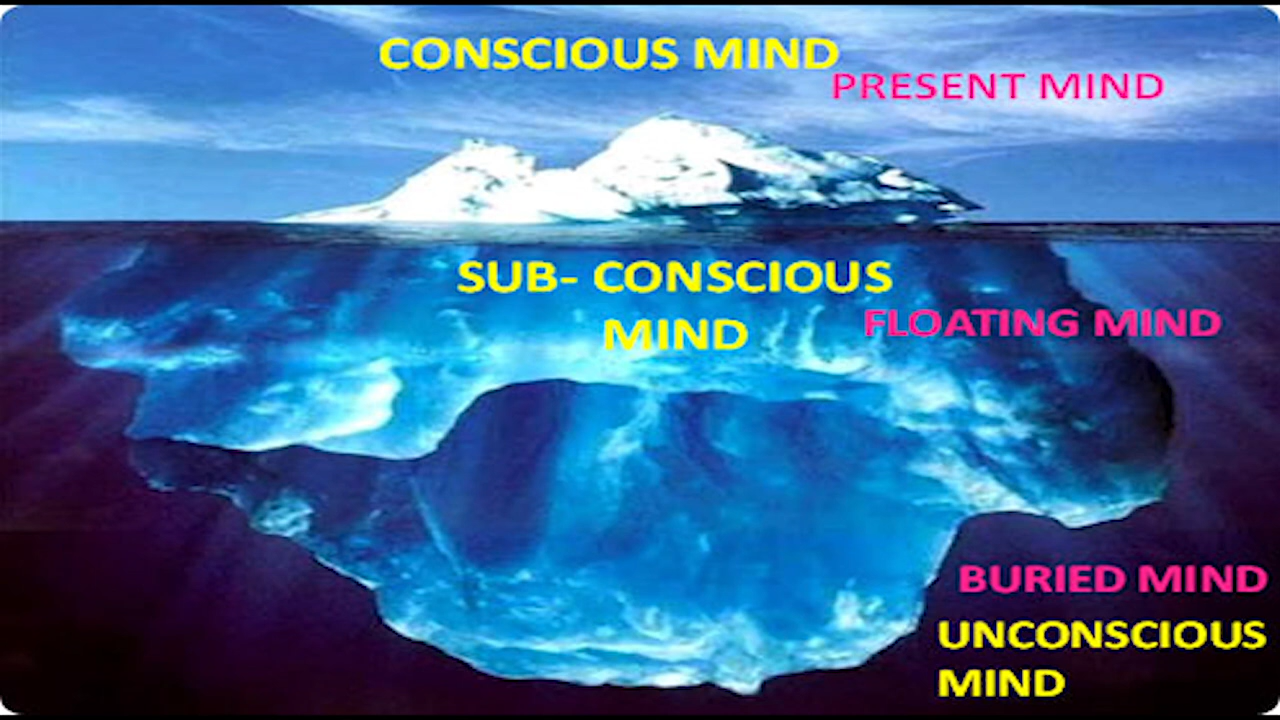 CONSCIOUS MIND
PRESENT MIND
SUB- CONSCIOUS
MIND
FLOATING MIND
BURIED MIND
UNCONSCIOUS
MIND